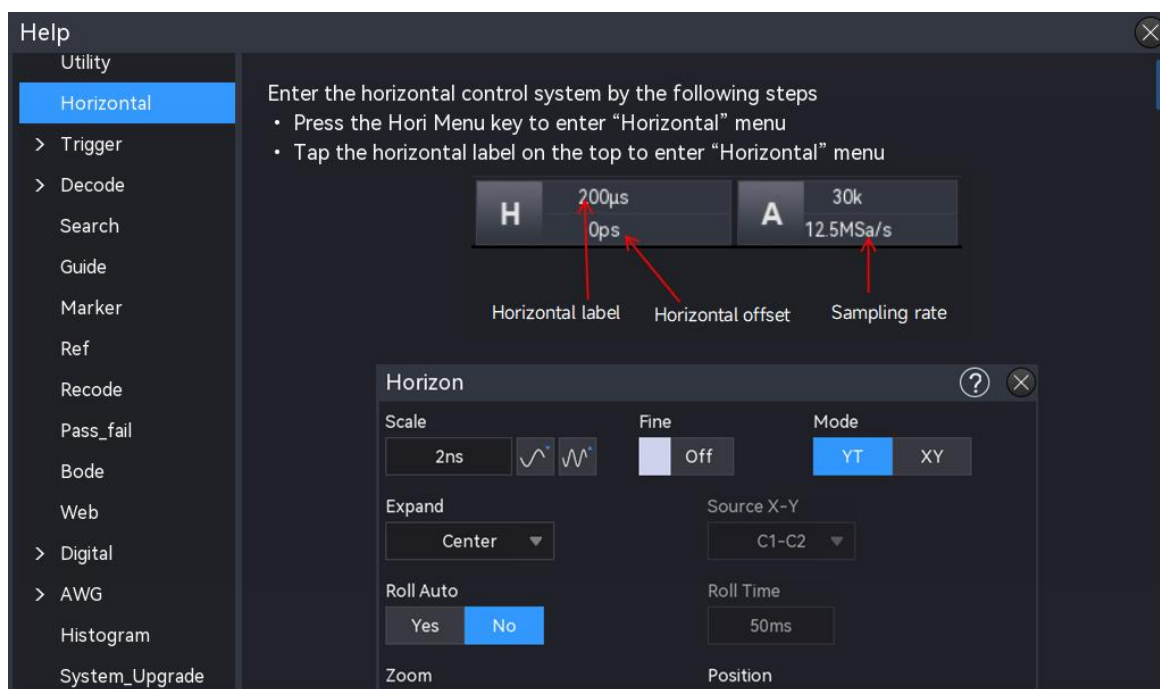 Help
Utility
Horizontal
Trigger
Decode
Search
Guide
Marker
Ref
Recode
Pass_fail
Bode
Web
Digital
AWG
Histogram
System_Upgrade
Enter the horizontal control system by the following steps
• Press the Hori Menu key to enter “Horizontal” menu
• Tap the horizontal label on the top to enter “Horizontal” menu
H 200μs A 30k
0ps 12.5MSa/s
Horizontal label Horizontal offset Sampling rate
Horizon ?
Scale Fine Mode
2ns Off YT XY
Expand Source X-Y
Center C1-C2
Roll Auto Roll Time
Yes No 50ms
Zoom Position